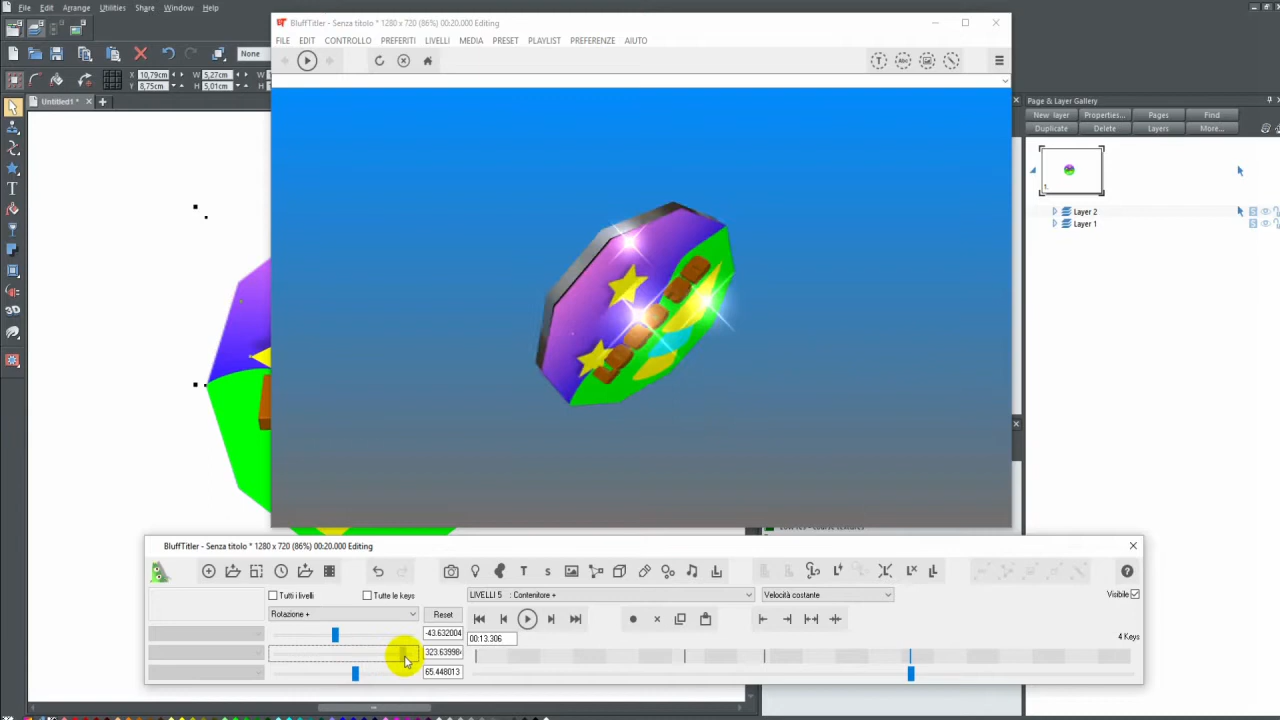 File Edit Arrange Utilities Share Window Help
BluffTitler - Senza titolo * 1280 x 720 (86%) 00:20.000 Editing
FILE EDIT CONTROLLO PREFERITI LIVELLI MEDIA PRESET PLAYLIST PREFERENZE AIUTO
None
X 10,79cm W 5,27cm
Y 8,75cm H 5,01cm
Untitled1 *
Page & Layer Gallery
New layer Properties... Pages Find
Duplicate Delete Layers More...
1.
Layer 2
Layer 1
BluffTitler - Senza titolo * 1280 x 720 (86%) 00:20.000 Editing
Tutti i livelli Tutte le keys LIVELLI 5 : Contenitore + Velocità costante Visibile
Rotazione + Reset
-43.632004 00:13.306 4 Keys
323.63998
65.448013